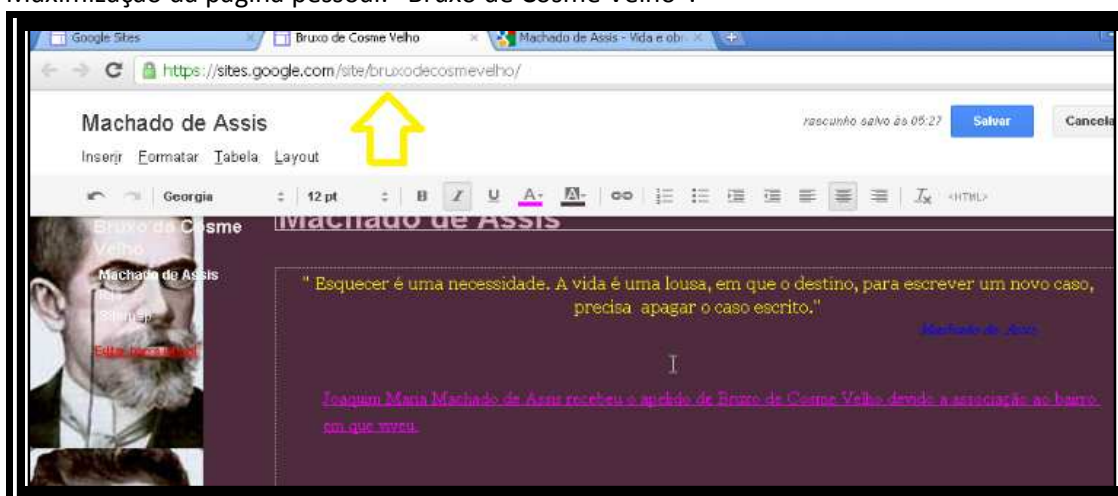 Maximização da página pessoal: "Bruxo de Cosme Velho".
Google Sites
Bruxo de Cosme Velho
Machado de Assis - Vida e obr
https://sites.google.com/site/bruxodecosmevelho/
Machado de Assis
rascunho salvo às 05:27
Salvar
Cancela
Inserir Formatar Tabela Layout
Georgia 12 pt B I U A A <HTML>
Bruxo de Cosme
Velho
Machado de Assis
Sitemap
Editar barra lateral
Machado de Assis
" Esquecer é uma necessidade. A vida é uma lousa, em que o destino, para escrever um novo caso,
precisa apagar o caso escrito."
Machado de Assis
Joaquim Maria Machado de Assis recebeu o apelido de Bruxo de Cosme Velho devido a associação ao bairro
em que viveu.